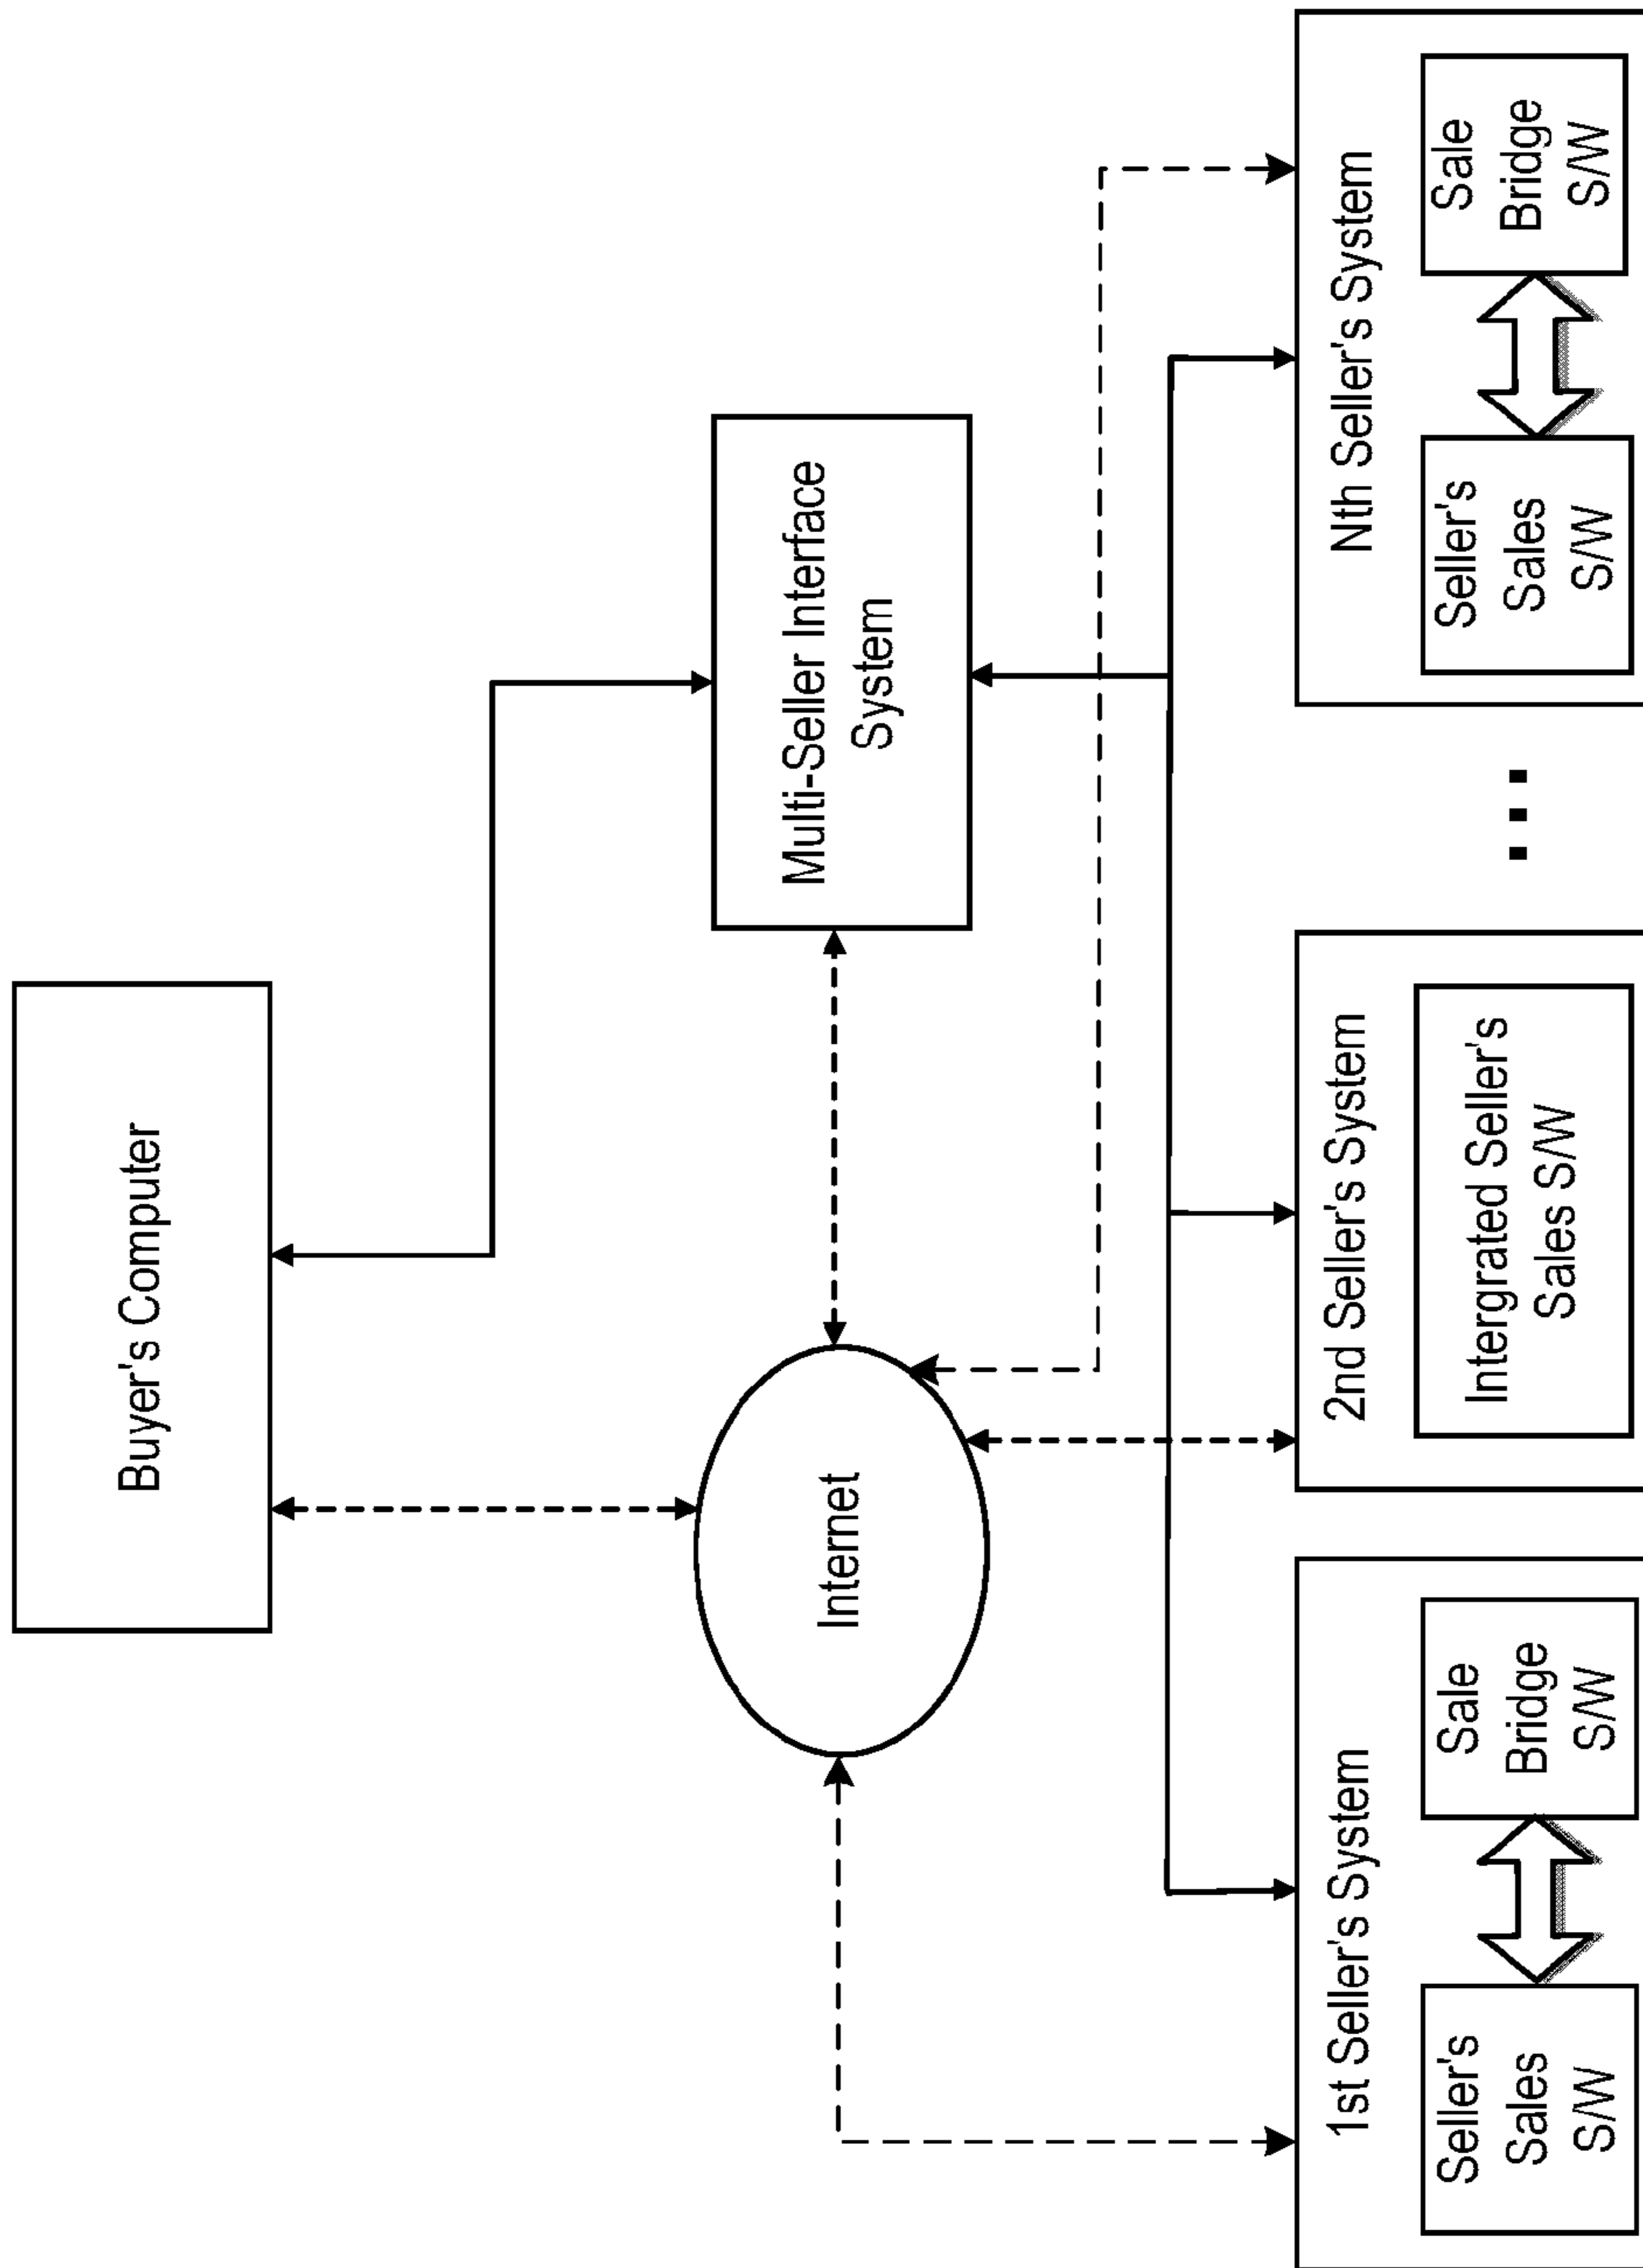 Buyer's Computer
Internet
Multi-Seller Interface
System
1st Seller's System
Seller's
Sales
S/W
Sale
Bridge
S/W
2nd Seller's System
Intergrated Seller's
Sales S/W
...
Nth Seller's System
Seller's
Sales
S/W
Sale
Bridge
S/W